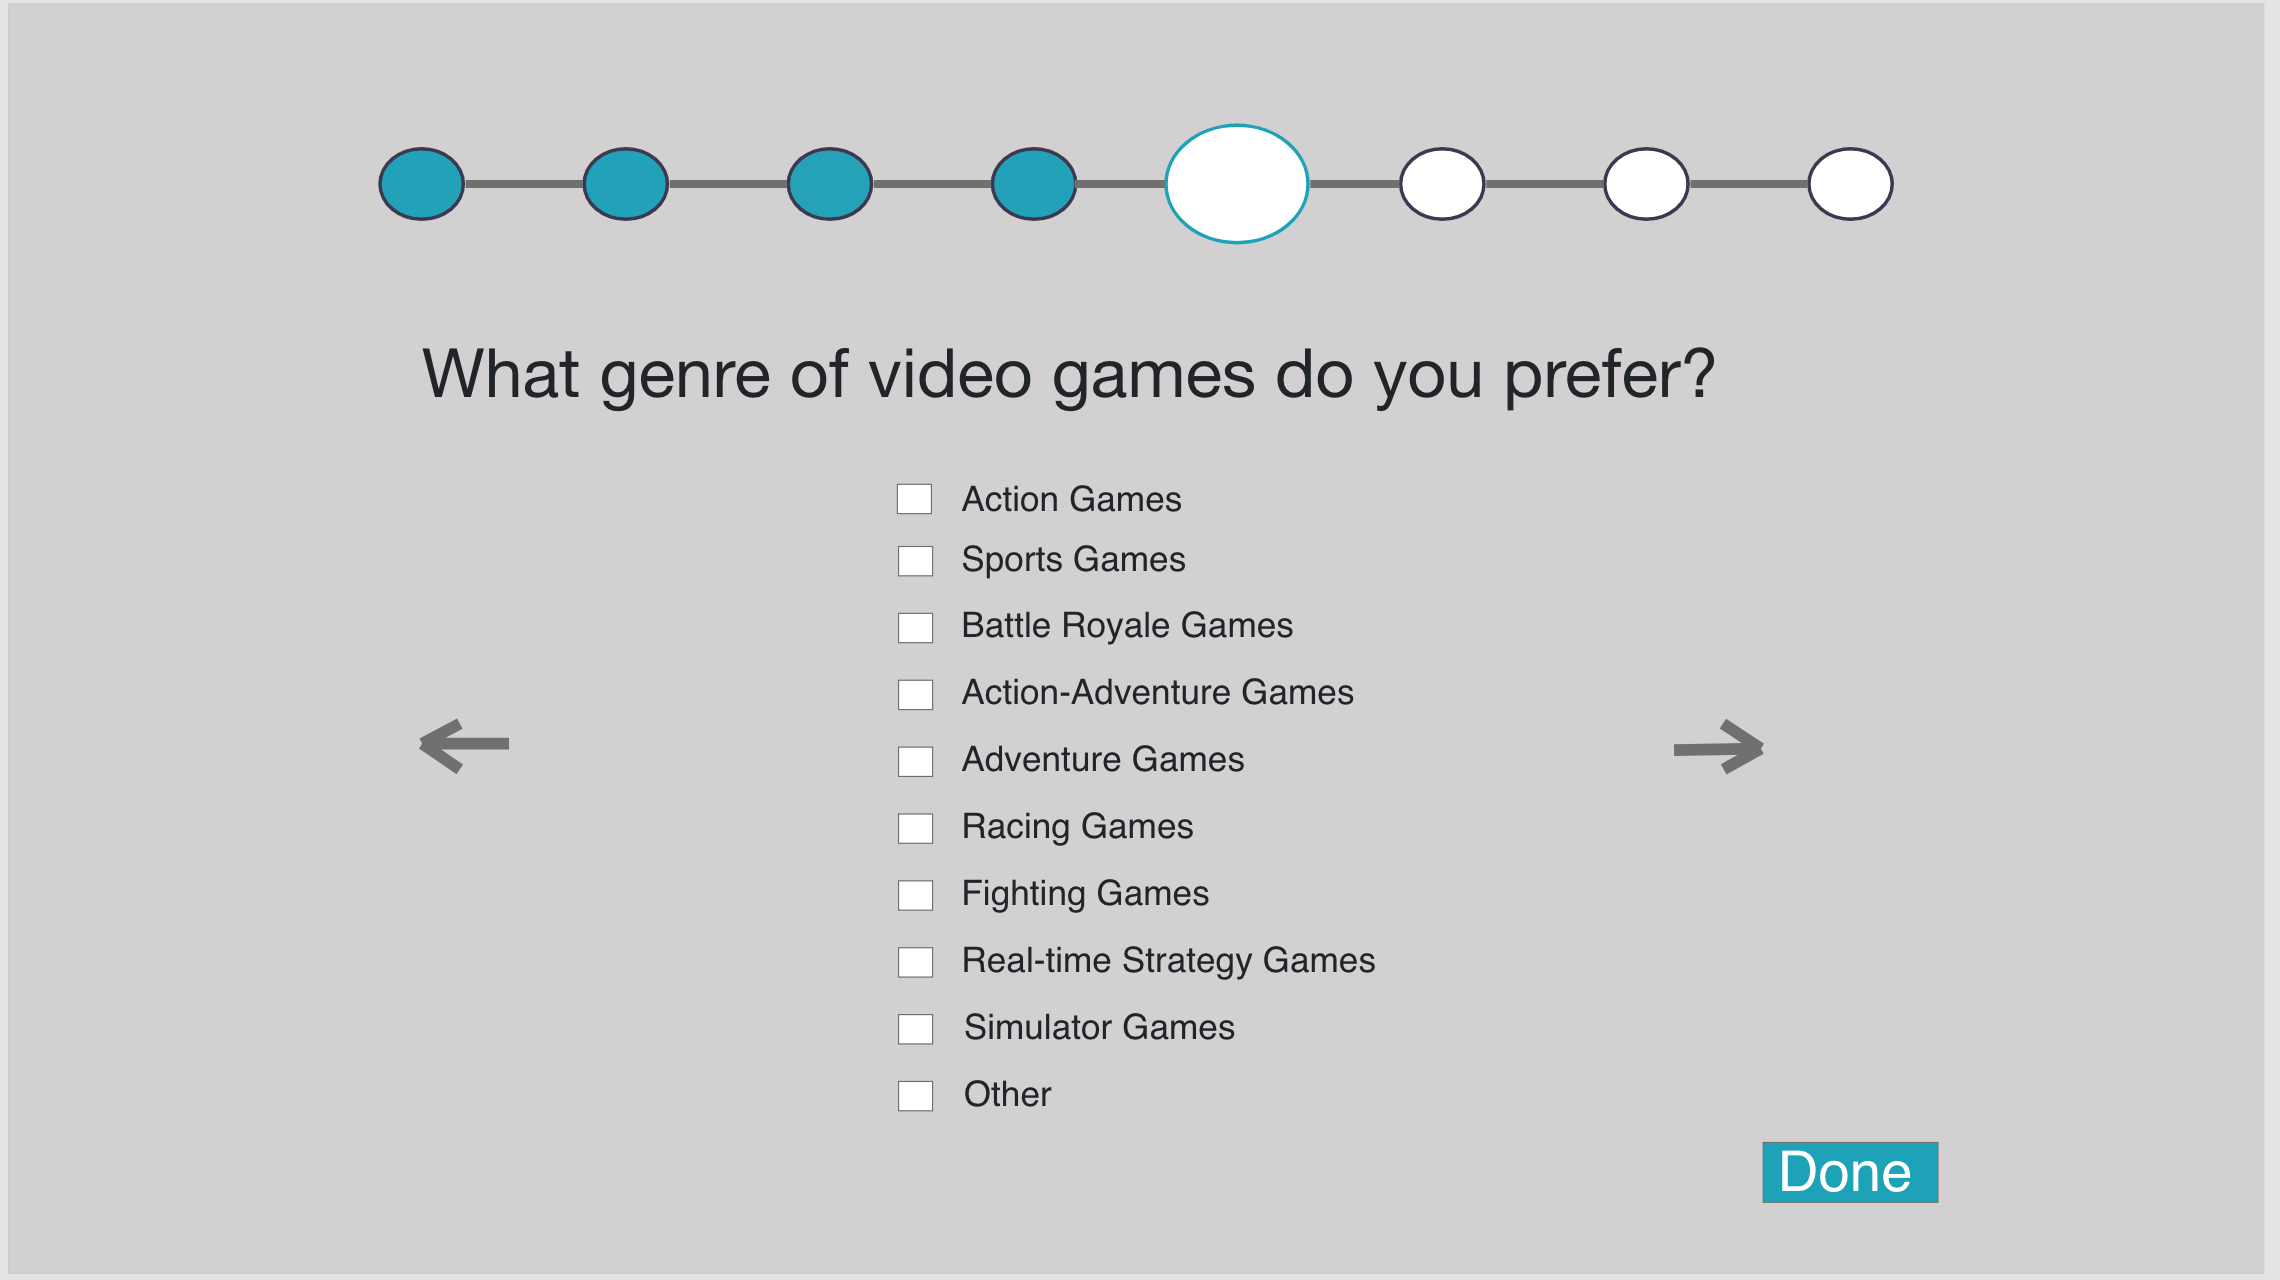 What genre of video games do you prefer?
Action Games
Sports Games
Battle Royale Games
Action-Adventure Games
Adventure Games
Racing Games
Fighting Games
Real-time Strategy Games
Simulator Games
Other
Done